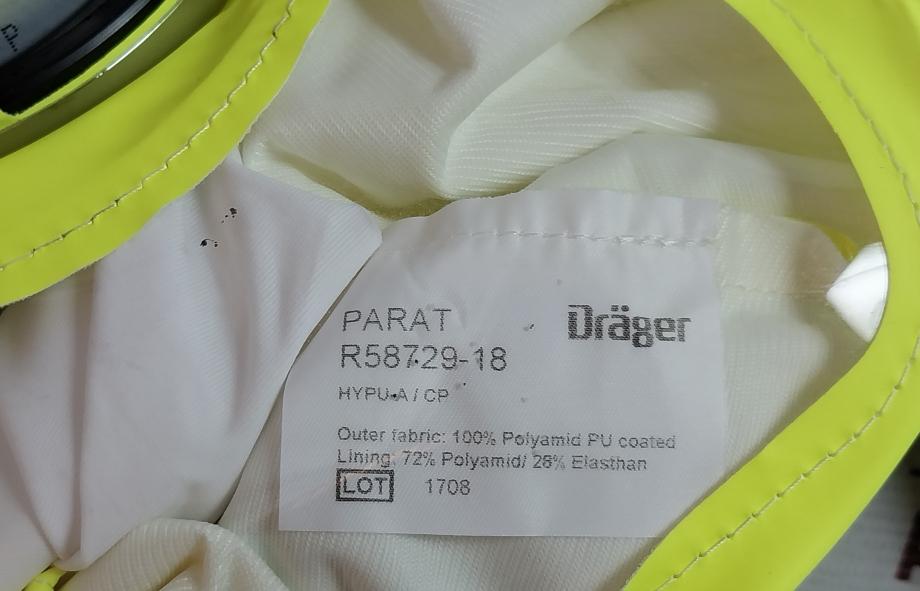 PARAT
Dräger
R58729-18
HYPU-A / CP
Outer fabric: 100% Polyamid PU coated
Lining: 72% Polyamid/ 28% Elasthan
LOT 1708